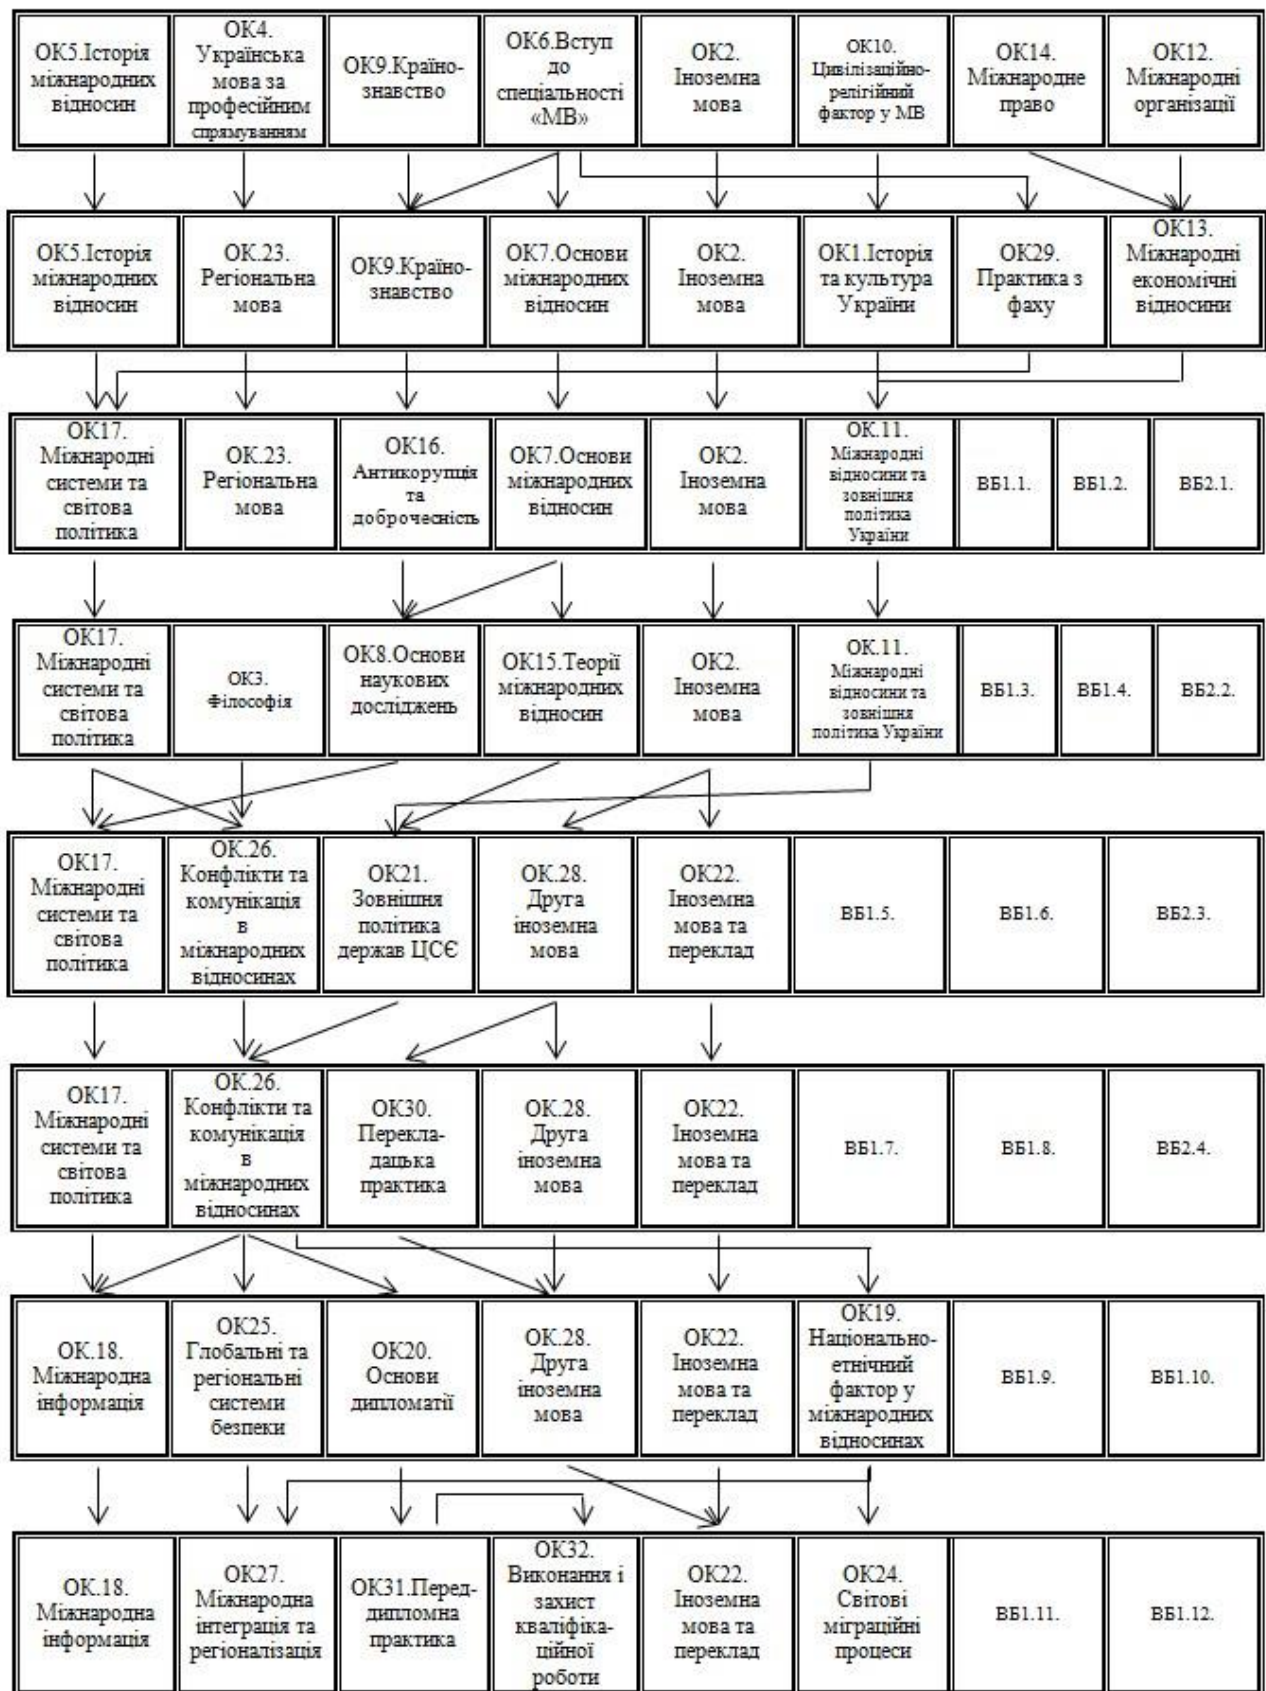 ОК5.Історія
міжнародних
відносин
ОК4.
Українська
мова за
професійним
спрямуванням
ОК9.Країно-
знавство
ОК6.Вступ
до
спеціальності
«МВ»
ОК2.
Іноземна
мова
ОК10.
Цивілізаційно-
релігійний
фактор у МВ
ОК14.
Міжнародне
право
ОК12.
Міжнародні
організації
ОК5.Історія
міжнародних
відносин
ОК.23.
Регіональна
мова
ОК9.Країно-
знавство
ОК7.Основи
міжнародних
відносин
ОК2.
Іноземна
мова
ОК1.Історія
та культура
України
ОК29.
Практика з
фаху
ОК13.
Міжнародні
економічні
відносини
ОК17.
Міжнародні
системи та
світова
політика
ОК.23.
Регіональна
мова
ОК16.
Антикорупція
та
доброчесність
ОК7.Основи
міжнародних
відносин
ОК2.
Іноземна
мова
ОК.11.
Міжнародні
відносини та
зовнішня
політика
України
ВБ1.1.
ВБ1.2.
ВБ2.1.
ОК17.
Міжнародні
системи та
світова
політика
ОК3.
Філософія
ОК8.Основи
наукових
досліджень
ОК15.Теорії
міжнародних
відносин
ОК2.
Іноземна
мова
ОК.11.
Міжнародні
відносини та
зовнішня
політика України
ВБ1.3.
ВБ1.4.
ВБ2.2.
ОК17.
Міжнародні
системи та
світова
політика
ОК.26.
Конфлікти та
комунікація
в
міжнародних
відносинах
ОК21.
Зовнішня
політика
держав ЦСЄ
ОК.28.
Друга
іноземна
мова
ОК22.
Іноземна
мова та
переклад
ВБ1.5.
ВБ1.6.
ВБ2.3.
ОК17.
Міжнародні
системи та
світова
політика
ОК.26.
Конфлікти та
комунікація
в
міжнародних
відносинах
ОК30.
Перекла-
дацька
практика
ОК.28.
Друга
іноземна
мова
ОК22.
Іноземна
мова та
переклад
ВБ1.7.
ВБ1.8.
ВБ2.4.
ОК.18.
Міжнародна
інформація
ОК25.
Глобальні та
регіональні
системи
безпеки
ОК20.
Основи
дипломатії
ОК.28.
Друга
іноземна
мова
ОК22.
Іноземна
мова та
переклад
ОК19.
Національно-
етнічний
фактор у
міжнародних
відносинах
ВБ1.9.
ВБ1.10.
ОК.18.
Міжнародна
інформація
ОК27.
Міжнародна
інтеграція та
регіоналізація
ОК31.Перед-
дипломна
практика
ОК32.
Виконання і
захист
кваліфіка-
ційної
роботи
ОК22.
Іноземна
мова та
переклад
ОК24.
Світові
міграційні
процеси
ВБ1.11.
ВБ1.12.